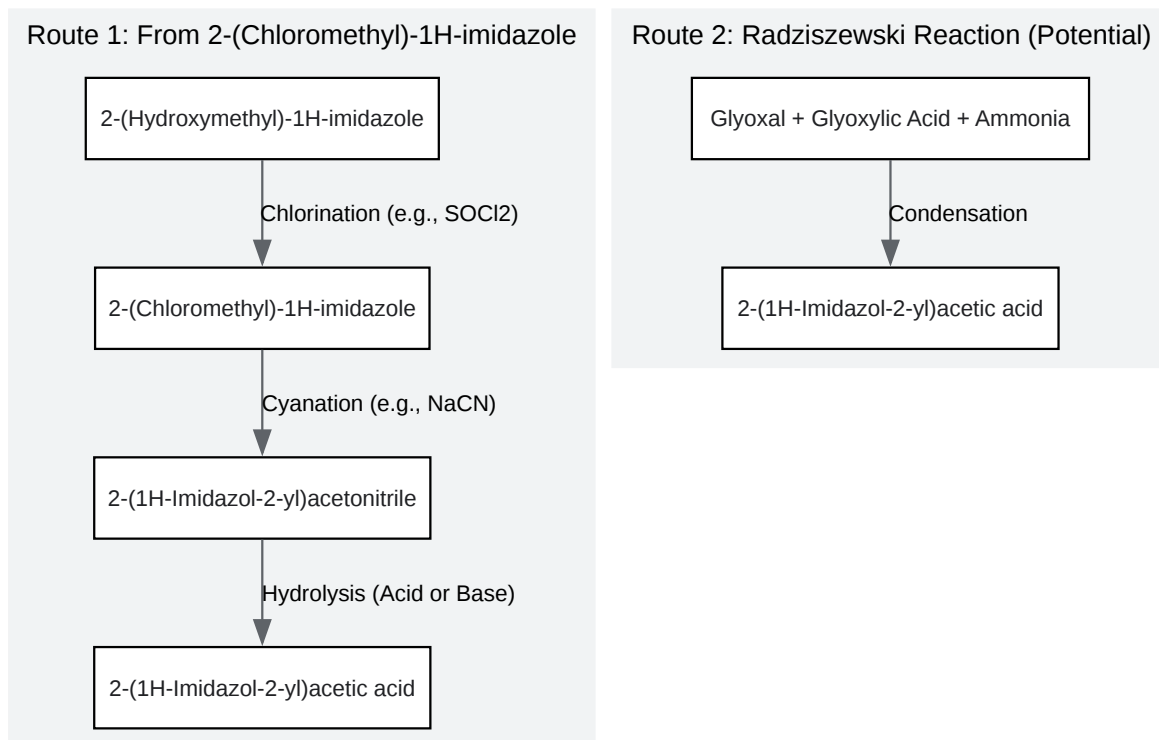 Route 1: From 2-(Chloromethyl)-1H-imidazole
2-(Hydroxymethyl)-1H-imidazole
Chlorination (e.g., SOCl2)
2-(Chloromethyl)-1H-imidazole
Cyanation (e.g., NaCN)
2-(1H-Imidazol-2-yl)acetonitrile
Hydrolysis (Acid or Base)
2-(1H-Imidazol-2-yl)acetic acid
Route 2: Radziszewski Reaction (Potential)
Glyoxal + Glyoxylic Acid + Ammonia
Condensation
2-(1H-Imidazol-2-yl)acetic acid